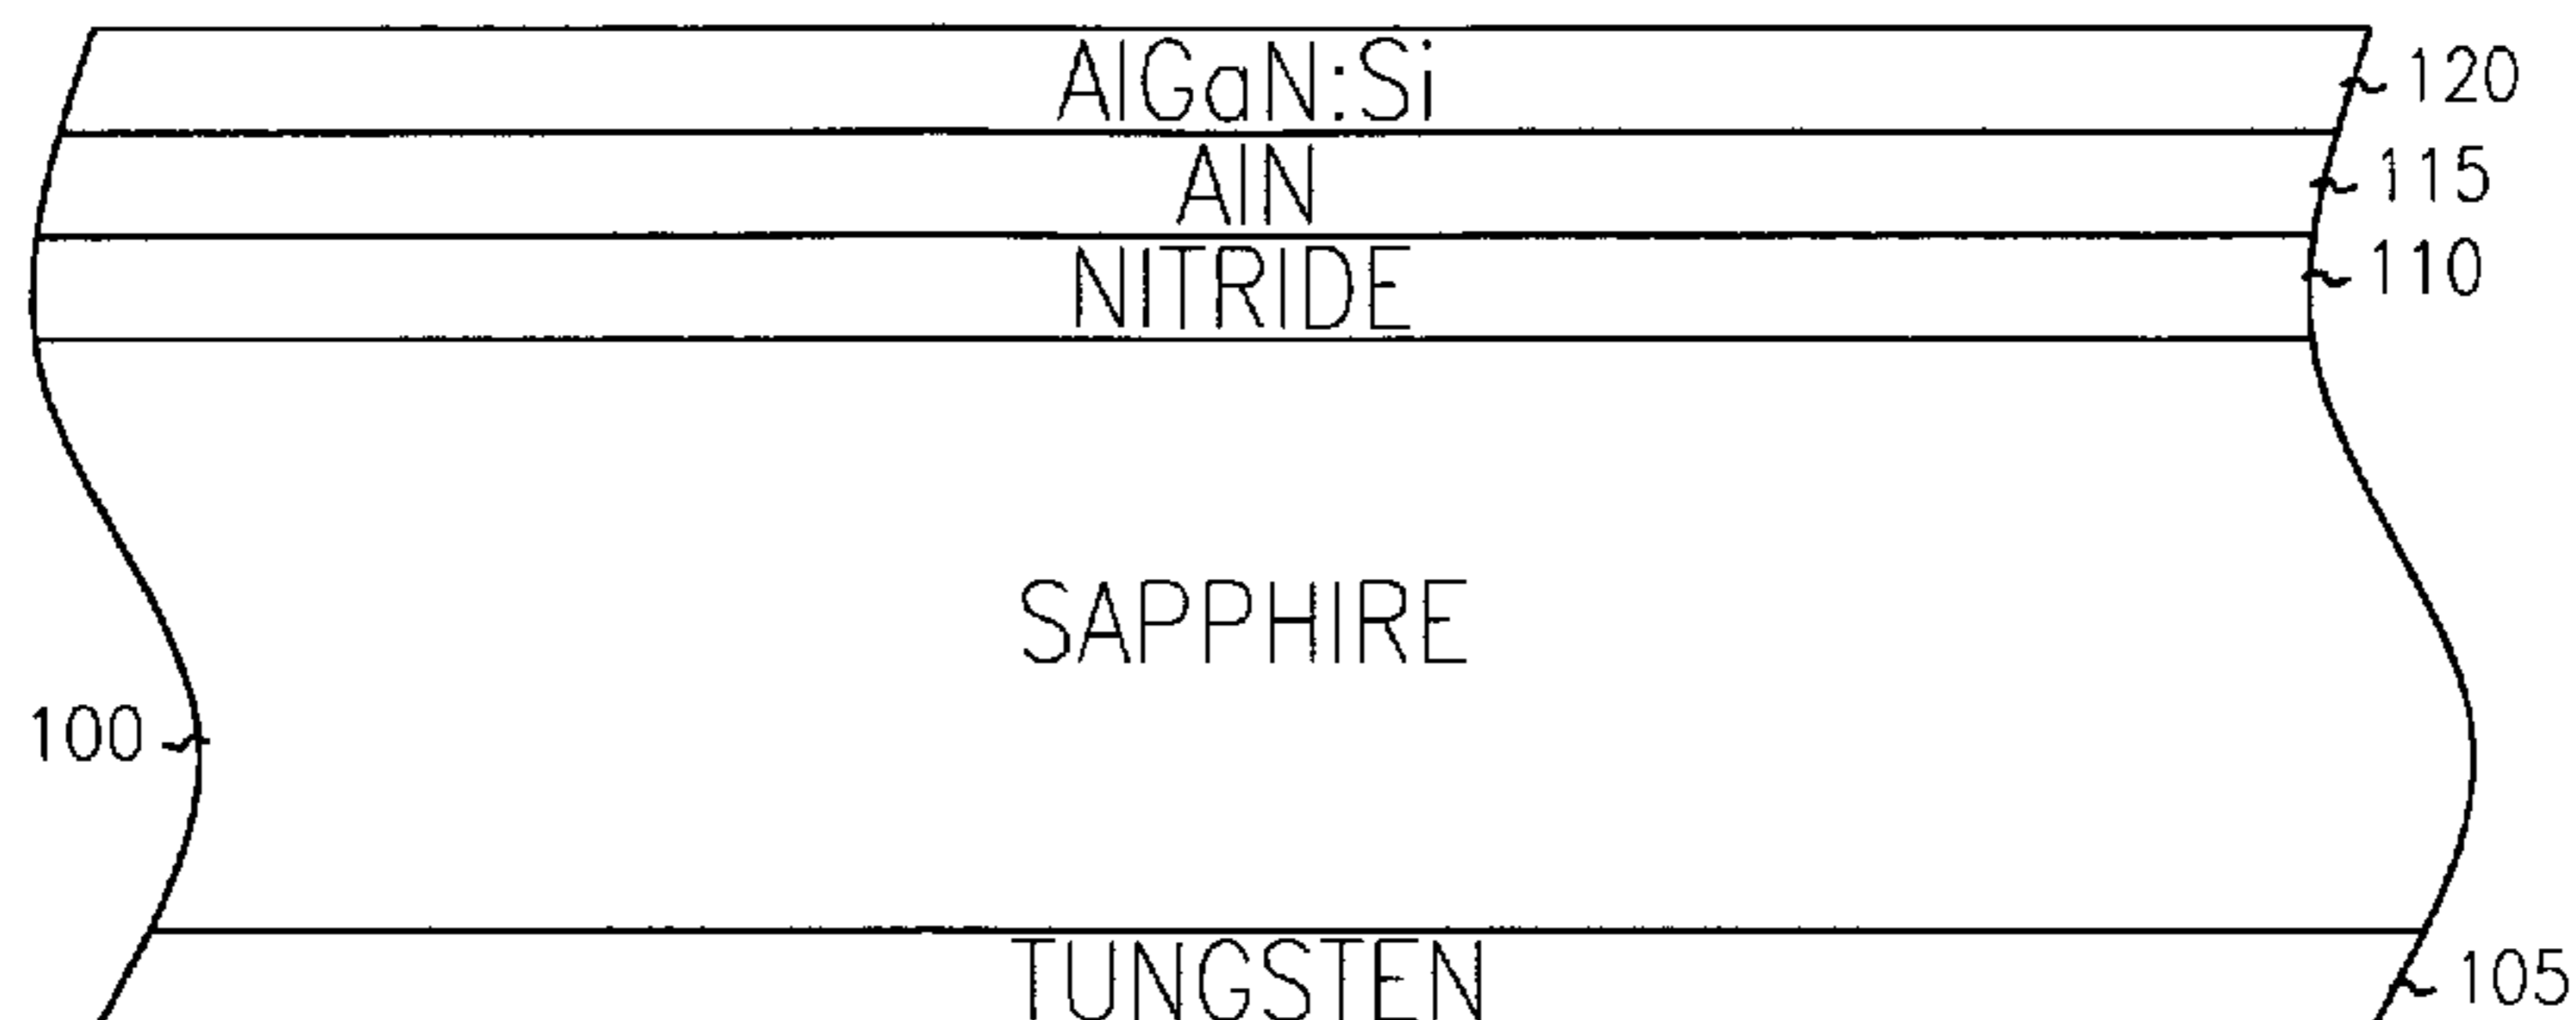 AlGaN:Si 120
AlN 115
NITRIDE 110
SAPPHIRE
100
TUNGSTEN 105